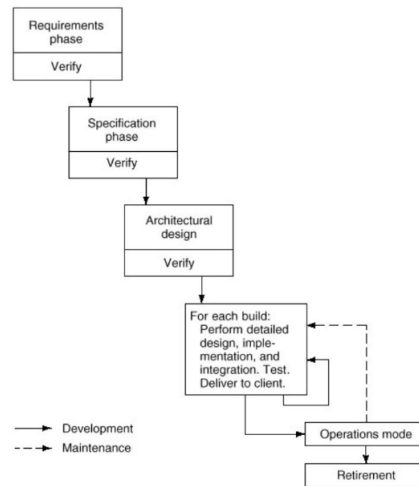 Requirements
phase
Verify
Specification
phase
Verify
Architectural
design
Verify
For each build:
Perform detailed
design, imple-
mentation, and
integration. Test.
Deliver to client.
Development
Maintenance
Operations mode
Retirement